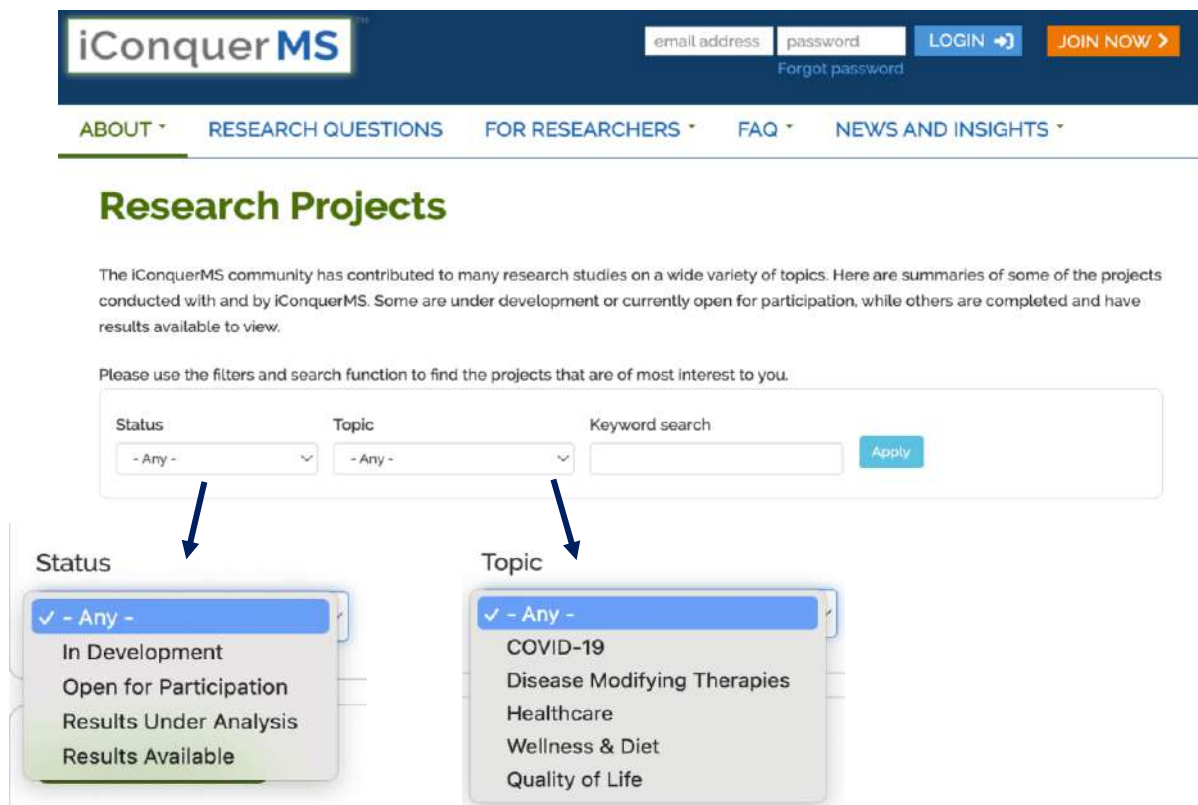 iConquerMS™
email address password LOGIN JOIN NOW
Forgot password
ABOUT RESEARCH QUESTIONS FOR RESEARCHERS FAQ NEWS AND INSIGHTS
Research Projects
The iConquerMS community has contributed to many research studies on a wide variety of topics. Here are summaries of some of the projects
conducted with and by iConquerMS. Some are under development or currently open for participation, while others are completed and have
results available to view.
Please use the filters and search function to find the projects that are of most interest to you.
Status Topic Keyword search
- Any - - Any - Apply
Status
✓ - Any -
In Development
Open for Participation
Results Under Analysis
Results Available
Topic
✓ - Any -
COVID-19
Disease Modifying Therapies
Healthcare
Wellness & Diet
Quality of Life